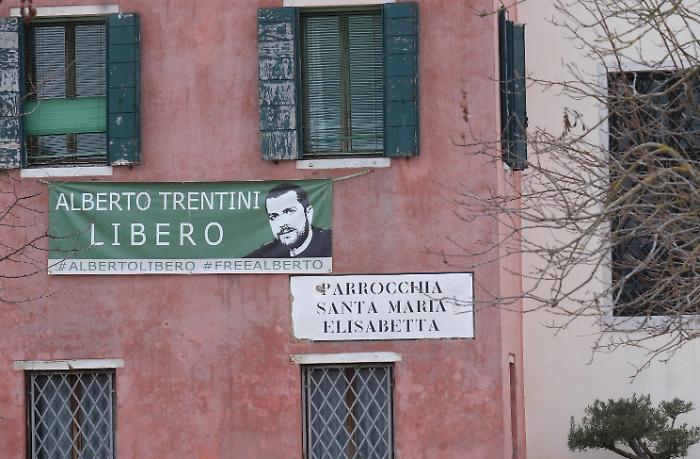 ALBERTO TRENTINI
LIBERO
#ALBERTOLIBERO #FREEALBERTO
PARROCCHIA
SANTA MARIA
ELISABETTA